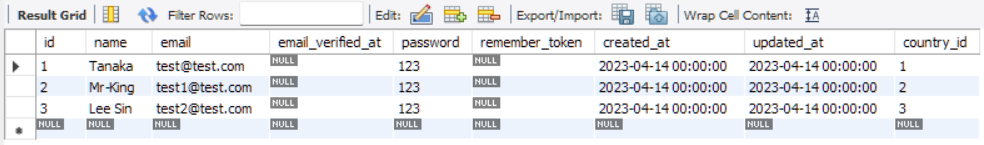 Result Grid Filter Rows: Edit: Export/Import: Wrap Cell Content: IA
id name email email_verified_at password remember_token created_at updated_at country_id
1 Tanaka test@test.com NULL 123 NULL 2023-04-14 00:00:00 2023-04-14 00:00:00 1
2 Mr-King test1@test.com NULL 123 NULL 2023-04-14 00:00:00 2023-04-14 00:00:00 2
3 Lee Sin test2@test.com NULL 123 NULL 2023-04-14 00:00:00 2023-04-14 00:00:00 3
NULL NULL NULL NULL NULL NULL NULL NULL NULL